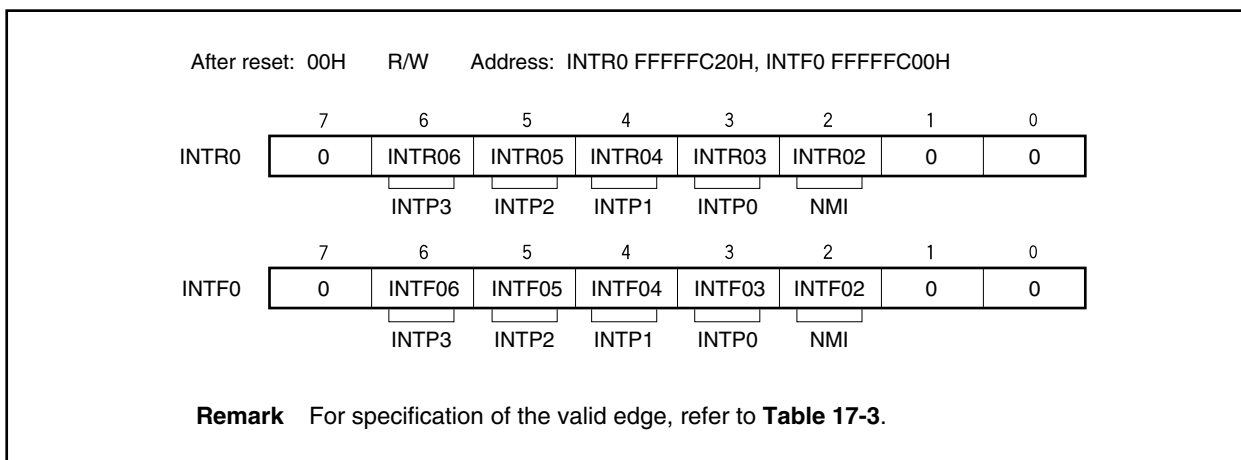 After reset: 00H R/W Address: INTR0 FFFFFC20H, INTF0 FFFFFC00H
7 6 5 4 3 2 1 0
INTR0 0 INTR06 INTR05 INTR04 INTR03 INTR02 0 0
INTP3 INTP2 INTP1 INTP0 NMI
7 6 5 4 3 2 1 0
INTF0 0 INTF06 INTF05 INTF04 INTF03 INTF02 0 0
INTP3 INTP2 INTP1 INTP0 NMI
Remark For specification of the valid edge, refer to Table 17-3.